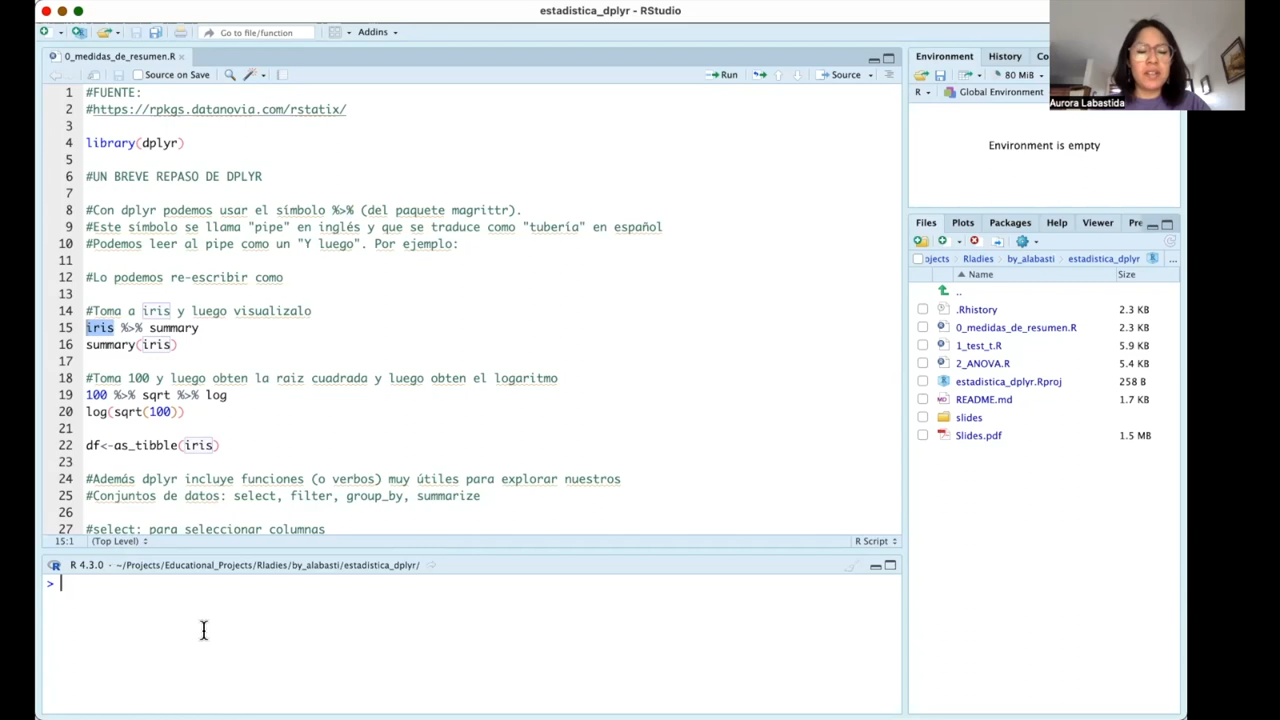 estadistica_dplyr - RStudio
Go to file/function
Addins
0_medidas_de_resumen.R
Source on Save
Run
Source
1 #FUENTE:
2 #https://rpkgs.datanovia.com/rstatix/
3
4 library(dplyr)
5
6 #UN BREVE REPASO DE DPLYR
7
8 #Con dplyr podemos usar el símbolo %>% (del paquete magrittr).
9 #Este símbolo se llama "pipe" en inglés y que se traduce como "tubería" en español
10 #Podemos leer al pipe como un "Y luego". Por ejemplo:
11
12 #Lo podemos re-escribir como
13
14 #Toma a iris y luego visualizalo
15 iris %>% summary
16 summary(iris)
17
18 #Toma 100 y luego obten la raiz cuadrada y luego obten el logaritmo
19 100 %>% sqrt %>% log
20 log(sqrt(100))
21
22 df<-as_tibble(iris)
23
24 #Además dplyr incluye funciones (o verbos) muy útiles para explorar nuestros
25 #Conjuntos de datos: select, filter, group_by, summarize
26
27 #select: para seleccionar columnas
15:1 (Top Level) R Script
R 4.3.0 · ~/Projects/Educational_Projects/Rladies/by_alabasti/estadistica_dplyr/
>
Environment History Co
80 MiB
R Global Environment
Environment is empty
Aurora Labastida
Files Plots Packages Help Viewer Pre
ojects Rladies by_alabasti estadistica_dplyr ...
Name Size
..
.Rhistory 2.3 KB
0_medidas_de_resumen.R 2.3 KB
1_test_t.R 5.9 KB
2_ANOVA.R 5.4 KB
estadistica_dplyr.Rproj 258 B
README.md 1.7 KB
slides
Slides.pdf 1.5 MB